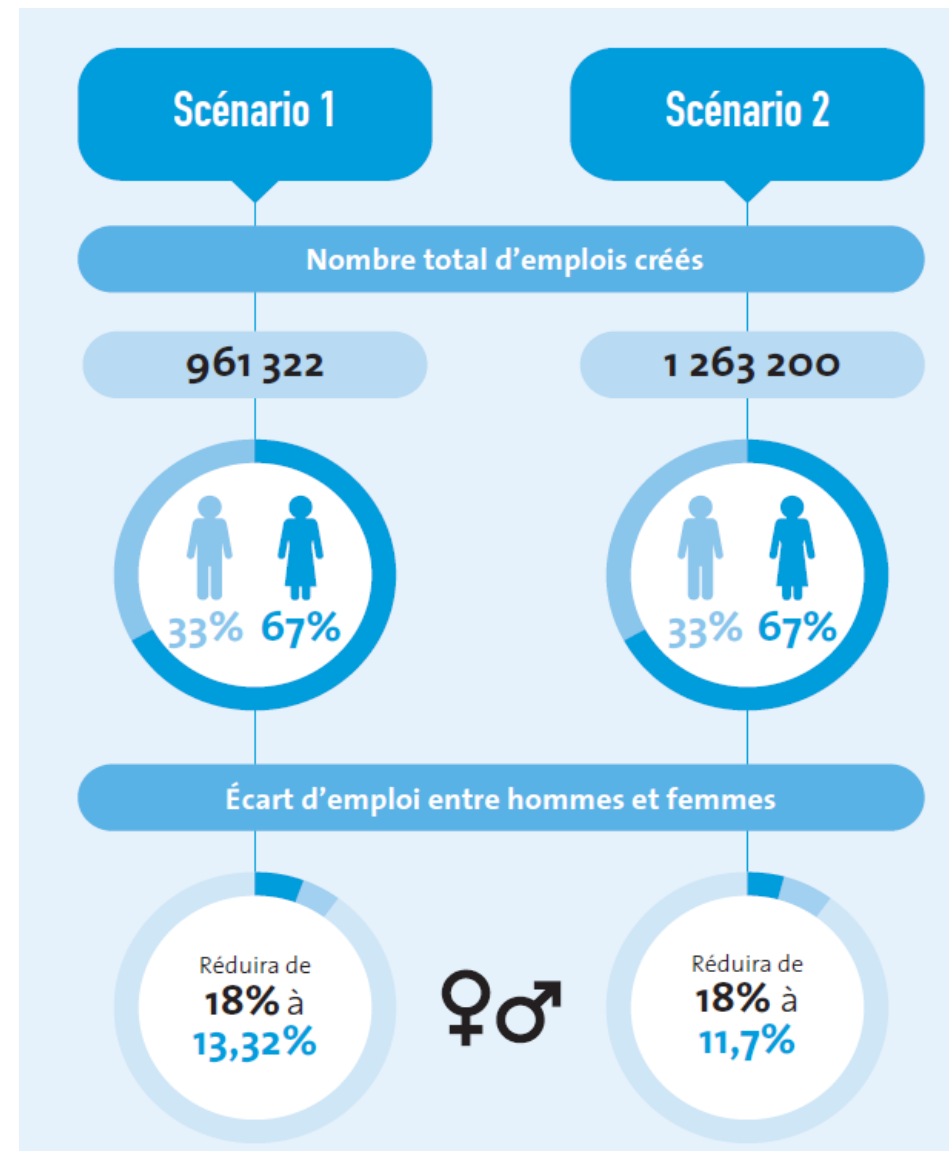 Scénario 1
Scénario 2
Nombre total d’emplois créés
961 322
1 263 200
33% 67%
33% 67%
Écart d’emploi entre hommes et femmes
Réduira de
18% à
13,32%
Réduira de
18% à
11,7%